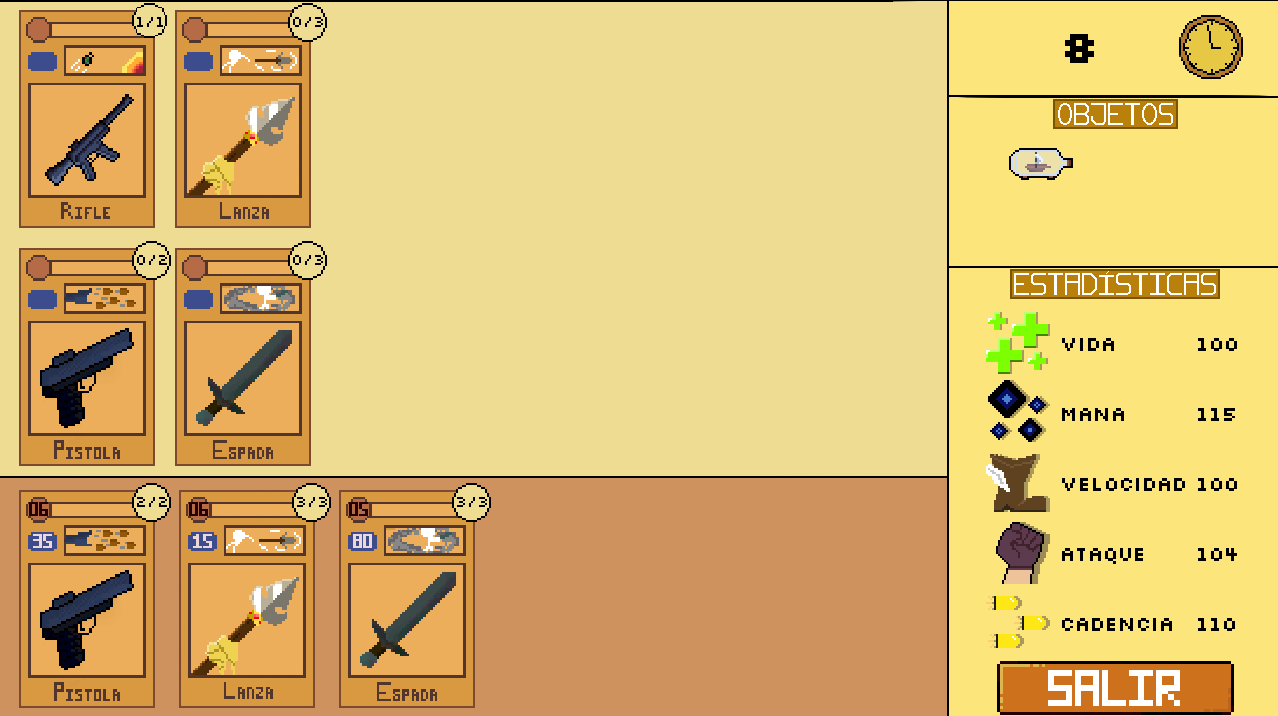 1/1
0/3
RIFLE
LANZA
0/2
0/3
PISTOLA
ESPADA
06
2/2
06
3/3
05
3/3
35
15
80
PISTOLA
LANZA
ESPADA
8
OBJETOS
ESTADÍSTICAS
VIDA 100
MANA 115
VELOCIDAD 100
ATAQUE 104
CADENCIA 110
SALIR